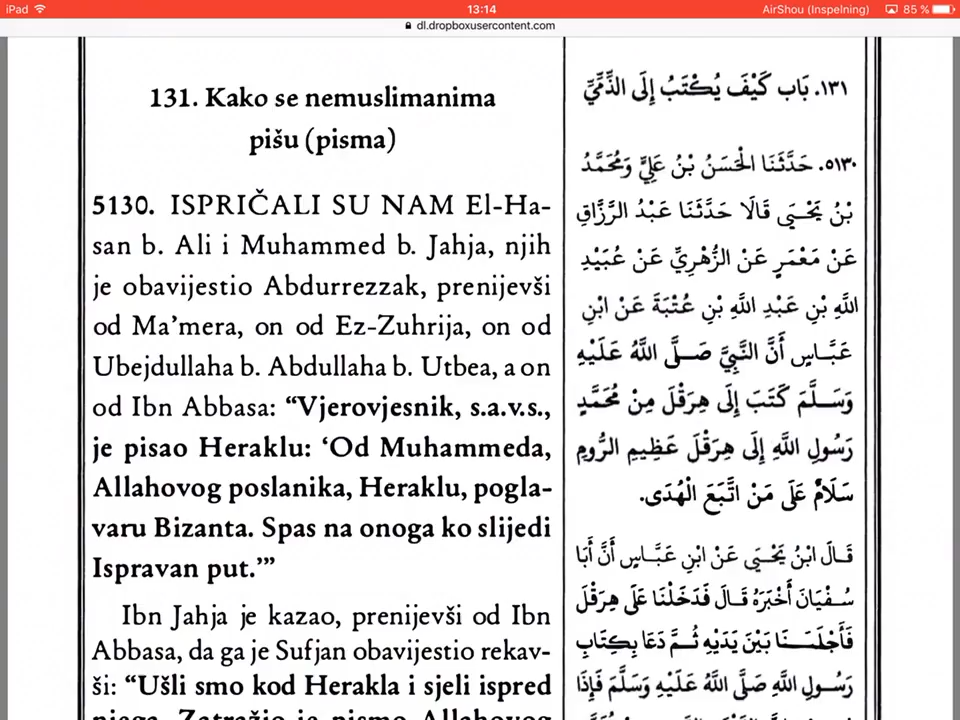 iPad 13:14 AirShou (Inspelning) 85 %
dl.dropboxusercontent.com
131. Kako se nemuslimanima
pišu (pisma)
5130. ISPRIČALI SU NAM El-Ha-
san b. Ali i Muhammed b. Jahja, njih
je obavijestio Abdurrezzak, prenijevši
od Ma’mera, on od Ez-Zuhrija, on od
Ubejdullaha b. Abdullaha b. Utbea, a on
od Ibn Abbasa: “Vjerovjesnik, s.a.v.s.,
je pisao Heraklu: ‘Od Muhammeda,
Allahovog poslanika, Heraklu, pogla-
varu Bizanta. Spas na onoga ko slijedi
Ispravan put.’”
Ibn Jahja je kazao, prenijevši od Ibn
Abbasa, da ga je Sufjan obavijestio rekav-
ši: “Ušli smo kod Herakla i sjeli ispred
njega. Zatražio je pismo Allahovog
١٣١. بَاب كَيْفَ يُكْتَبُ إِلَى الذِّمِّيِّ
٥١٣٠. حَدَّثَنَا الْحَسَنُ بْنُ عَلِيٍّ وَمُحَمَّدُ
بْنُ يَحْيَى قَالَا حَدَّثَنَا عَبْدُ الرَّزَّاقِ
عَنْ مَعْمَرٍ عَنْ الزُّهْرِيِّ عَنْ عُبَيْدِ
اللَّهِ بْنِ عَبْدِ اللَّهِ بْنِ عُتْبَةَ عَنْ ابْنِ
عَبَّاسٍ أَنَّ النَّبِيَّ صَلَّى اللَّهُ عَلَيْهِ
وَسَلَّمَ كَتَبَ إِلَى هِرَقْلَ مِنْ مُحَمَّدٍ
رَسُولِ اللَّهِ إِلَى هِرَقْلَ عَظِيمِ الرُّومِ
سَلَامٌ عَلَى مَنْ اتَّبَعَ الْهُدَى.
قَالَ ابْنُ يَحْيَى عَنْ ابْنِ عَبَّاسٍ أَنَّ أَبَا
سُفْيَانَ أَخْبَرَهُ قَالَ فَدَخَلْنَا عَلَى هِرَقْلَ
فَأَجْلَسَنَا بَيْنَ يَدَيْهِ ثُمَّ دَعَا بِكِتَابِ
رَسُولِ اللَّهِ صَلَّى اللَّهُ عَلَيْهِ وَسَلَّمَ فَإِذَا